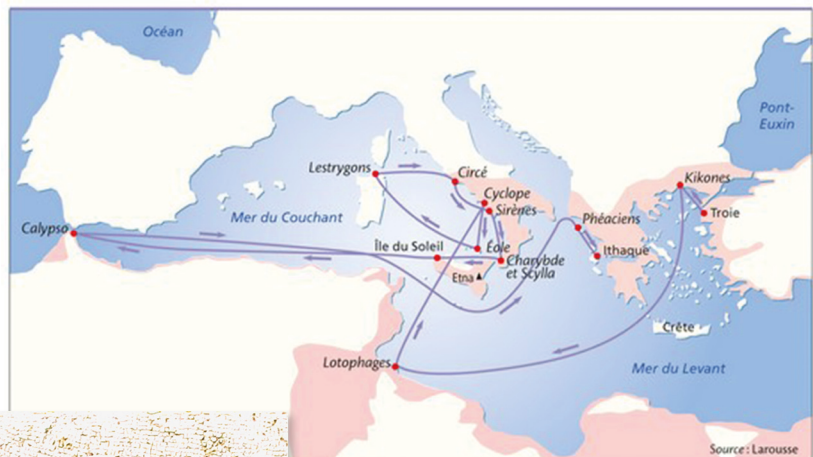 Océan
Pont-
Euxin
Lestrygons
Circé
Kikones
Cyclope
Sirènes
Mer du Couchant
Phéaciens
Troie
Calypso
Île du Soleil
Éole
Ithaque
Charybde
et Scylla
Etna
Crête
Lotophages
Mer du Levant
Source : Larousse